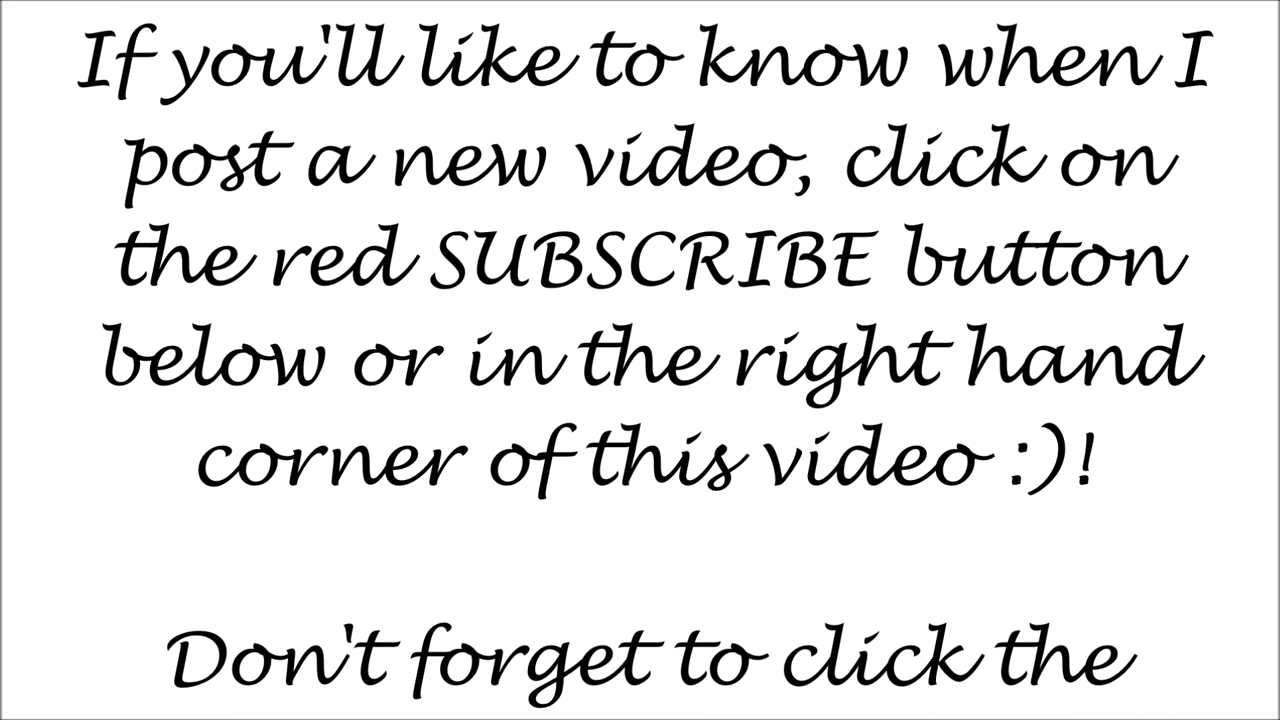 If you'll like to know when I
post a new video, click on
the red SUBSCRIBE button
below or in the right hand
corner of this video :)!
Don't forget to click the